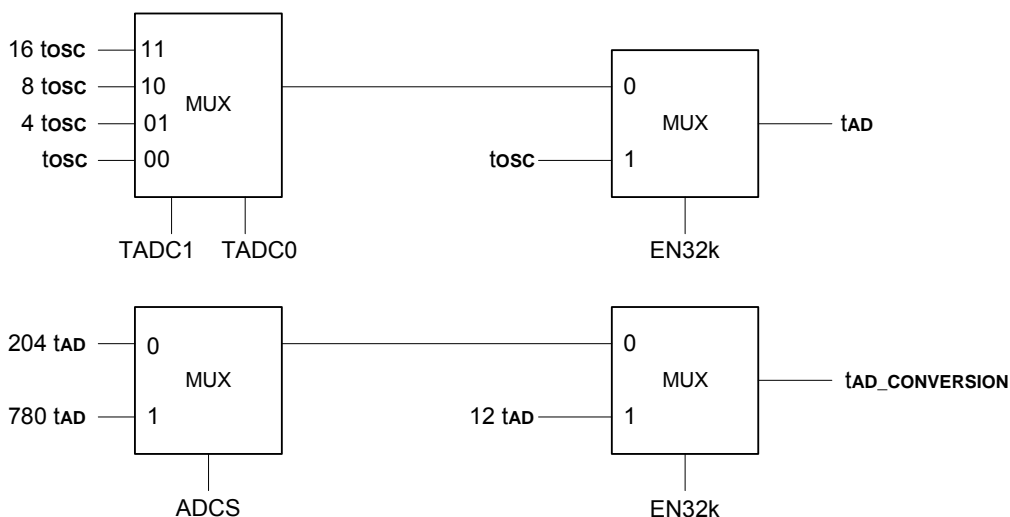 16 tosc 11
8 tosc 10 MUX 0
4 tosc 01 MUX tAD
tosc 00 tosc 1
TADC1 TADC0 EN32k
204 tAD 0 0
MUX MUX tAD_CONVERSION
780 tAD 1 12 tAD 1
ADCS EN32k